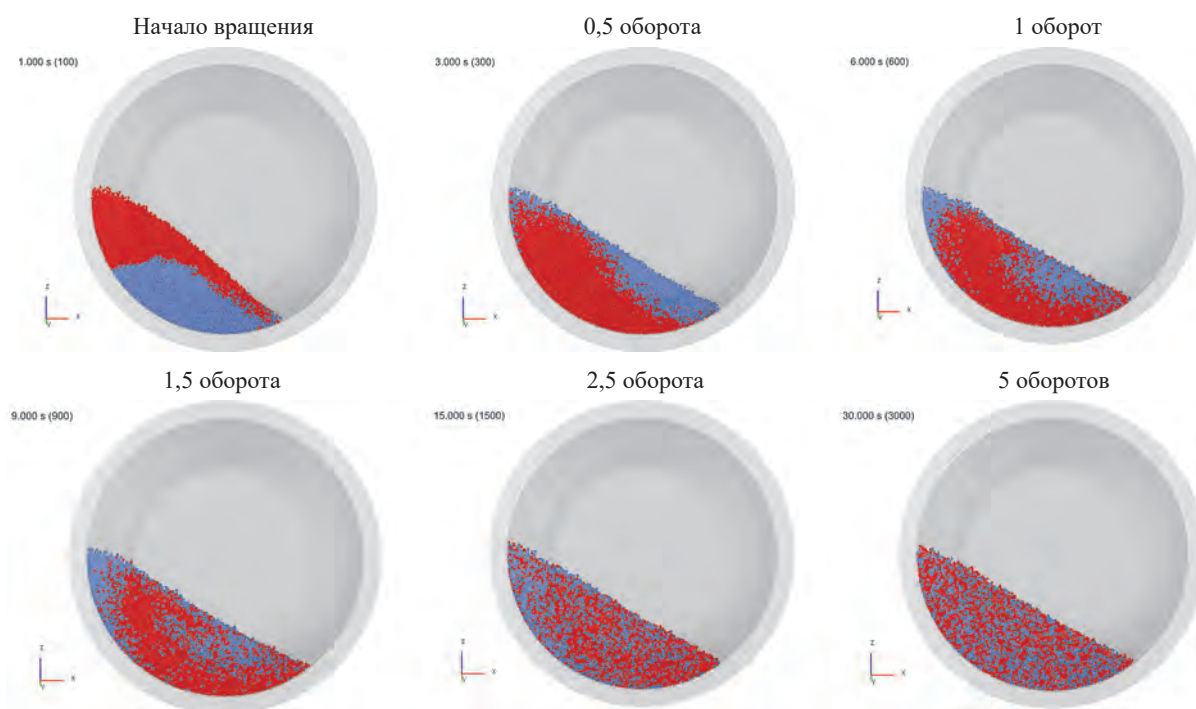 Начало вращения
0,5 оборота
1 оборот
1.000 s (100)
3.000 s (300)
6.000 s (600)
z
x
y
z
x
y
z
x
y
1,5 оборота
2,5 оборота
5 оборотов
9.000 s (900)
15.000 s (1500)
30.000 s (3000)
z
x
y
z
x
y
z
x
y